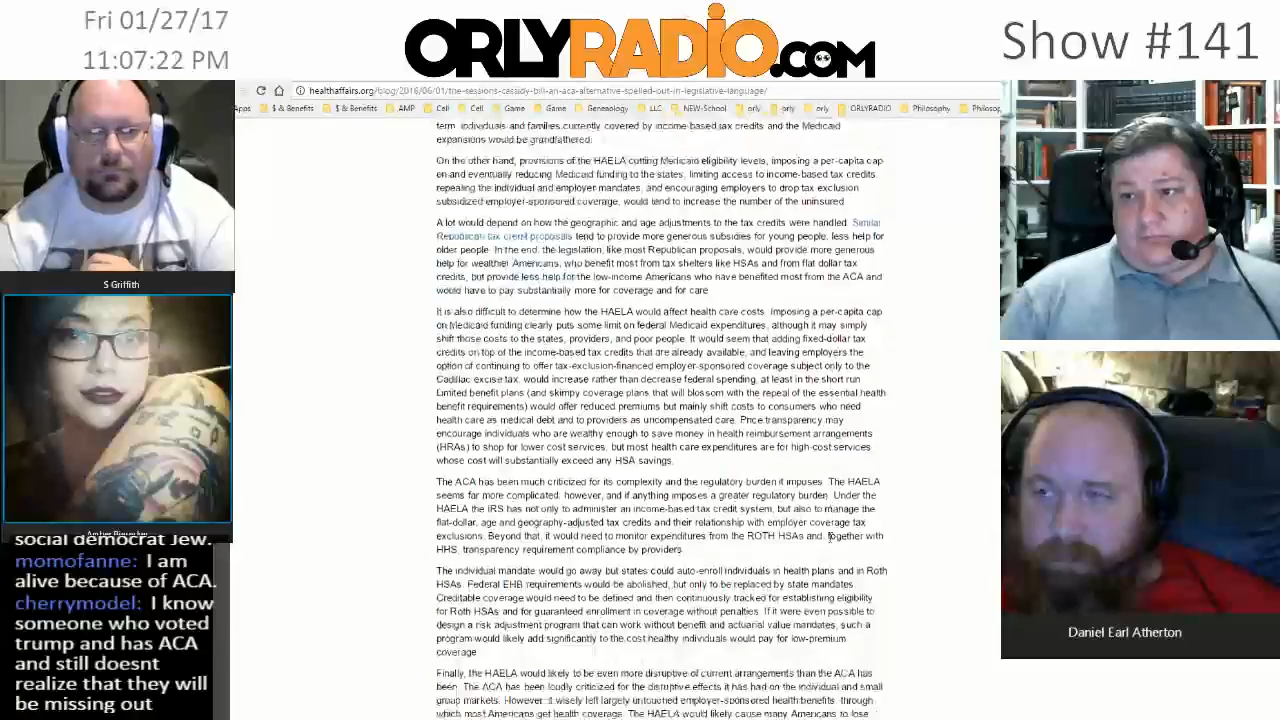 Fri 01/27/17
11:07:22 PM
ORLYRADIO.COM
Show #141
healthaffairs.org/blog/2016/06/01/the-sessions-cassidy-bill-an-aca-alternative-spelled-out-in-legislative-language/
Apps $ & Benefits $ & Benefits AMP Cell Cell Game Game Genealogy LLC NEW-School orly orly orly ORLYRADIO Philosophy Philosop
term, individuals and families currently covered by income-based tax credits and the Medicaid
expansions would be grandfathered.
On the other hand, provisions of the HAELA cutting Medicaid eligibility levels, imposing a per-capita cap
on and eventually reducing Medicaid funding to the states, limiting access to income-based tax credits,
repealing the individual and employer mandates, and encouraging employers to drop tax exclusion
subsidized employer-sponsored coverage, would tend to increase the number of the uninsured
A lot would depend on how the geographic and age adjustments to the tax credits were handled. Similar
Republican tax credit proposals tend to provide more generous subsidies for young people, less help for
older people. In the end, the legislation, like most Republican proposals, would provide more generous
help for wealthier Americans, who benefit most from tax shelters like HSAs and from flat dollar tax
credits, but provide less help for the low-income Americans who have benefited most from the ACA and
would have to pay substantially more for coverage and for care
It is also difficult to determine how the HAELA would affect health care costs. Imposing a per-capita cap
on Medicaid funding clearly puts some limit on federal Medicaid expenditures, although it may simply
shift those costs to the states, providers, and poor people. It would seem that adding fixed-dollar tax
credits on top of the income-based tax credits that are already available, and leaving employers the
option of continuing to offer tax-exclusion-financed employer-sponsored coverage subject only to the
Cadillac excise tax, would increase rather than decrease federal spending, at least in the short run
Limited benefit plans (and skimpy coverage plans that will blossom with the repeal of the essential health
benefit requirements) would offer reduced premiums but mainly shift costs to consumers who need
health care as medical debt and to providers as uncompensated care. Price transparency may
encourage individuals who are wealthy enough to save money in health reimbursement arrangements
(HRAs) to shop for lower cost services, but most health care expenditures are for high-cost services
whose cost will substantially exceed any HSA savings.
The ACA has been much criticized for its complexity and the regulatory burden it imposes. The HAELA
seems far more complicated, however, and if anything imposes a greater regulatory burden. Under the
HAELA the IRS has not only to administer an income-based tax credit system, but also to manage the
flat-dollar, age and geography-adjusted tax credits and their relationship with employer coverage tax
exclusions. Beyond that, it would need to monitor expenditures from the ROTH HSAs and, together with
HHS, transparency requirement compliance by providers.
The individual mandate would go away but states could auto-enroll individuals in health plans and in Roth
HSAs. Federal EHB requirements would be abolished, but only to be replaced by state mandates
Creditable coverage would need to be defined and then continuously tracked for establishing eligibility
for Roth HSAs and for guaranteed enrollment in coverage without penalties. If it were even possible to
design a risk adjustment program that can work without benefit and actuarial value mandates, such a
program would likely add significantly to the cost healthy individuals would pay for low-premium
coverage
Finally, the HAELA would likely to be even more disruptive of current arrangements than the ACA has
been. The ACA has been loudly criticized for the disruptive effects it has had on the individual and small
group markets. However, it wisely left largely untouched employer-sponsored health benefits, through
which most Americans get health coverage. The HAELA would likely cause many Americans to lose
S Griffith
Amber
social democrat Jew.
momofanne: I am
alive because of ACA.
cherrymodel: I know
someone who voted
trump and has ACA
and still doesnt
realize that they will
be missing out
Daniel Earl Atherton